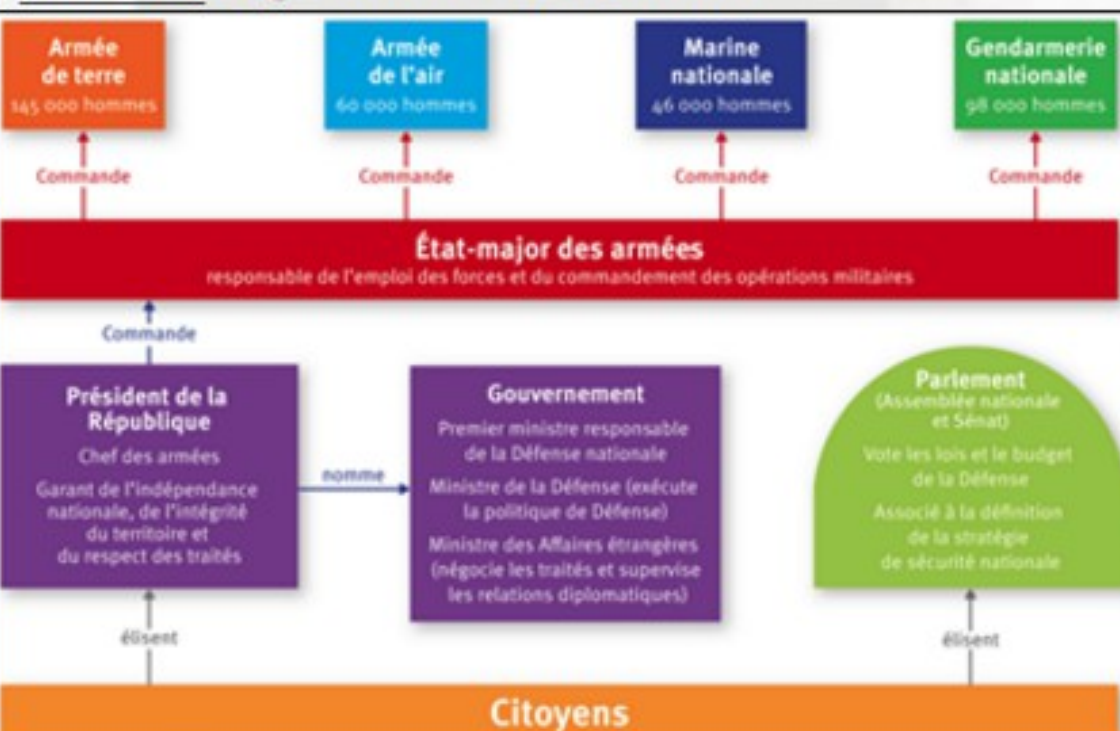 Armée
de terre
145 000 hommes
Armée
de l'air
60 000 hommes
Marine
nationale
46 000 hommes
Gendarmerie
nationale
98 000 hommes
Commande
Commande
Commande
Commande
État-major des armées
responsable de l'emploi des forces et du commandement des opérations militaires
Commande
Président de la
République
Chef des armées
Garant de l'indépendance
nationale, de l'intégrité
du territoire et
du respect des traités
nomme
Gouvernement
Premier ministre responsable
de la Défense nationale
Ministre de la Défense (exécute
la politique de Défense)
Ministre des Affaires étrangères
(négocie les traités et supervise
les relations diplomatiques)
Parlement
(Assemblée nationale
et Sénat)
Vote les lois et le budget
de la Défense
Associé à la définition
de la stratégie
de sécurité nationale
élisent
élisent
Citoyens